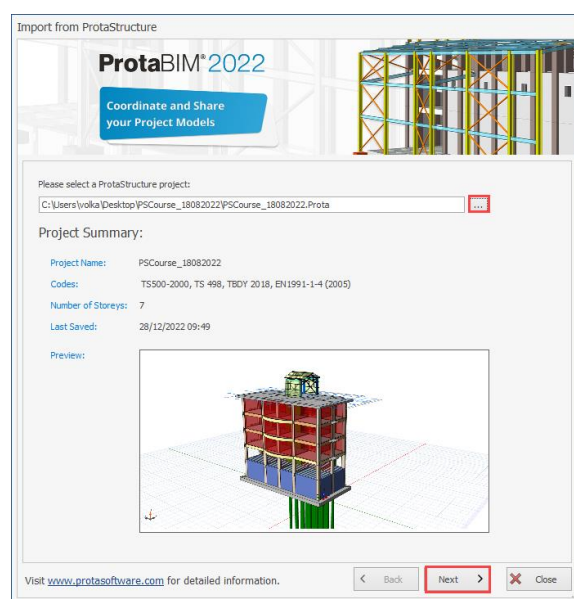 Import from ProtaStructure
ProtaBIM® 2022
Coordinate and Share
your Project Models
Please select a ProtaStructure project:
C:\Users\volka\Desktop\PSCourse_18082022\PSCourse_18082022.Prota
...
Project Summary:
Project Name: PSCourse_18082022
Codes: TS500-2000, TS 498, TBDY 2018, EN1991-1-4 (2005)
Number of Storeys: 7
Last Saved: 28/12/2022 09:49
Preview:
Visit www.protasoftware.com for detailed information.
< Back Next > Close